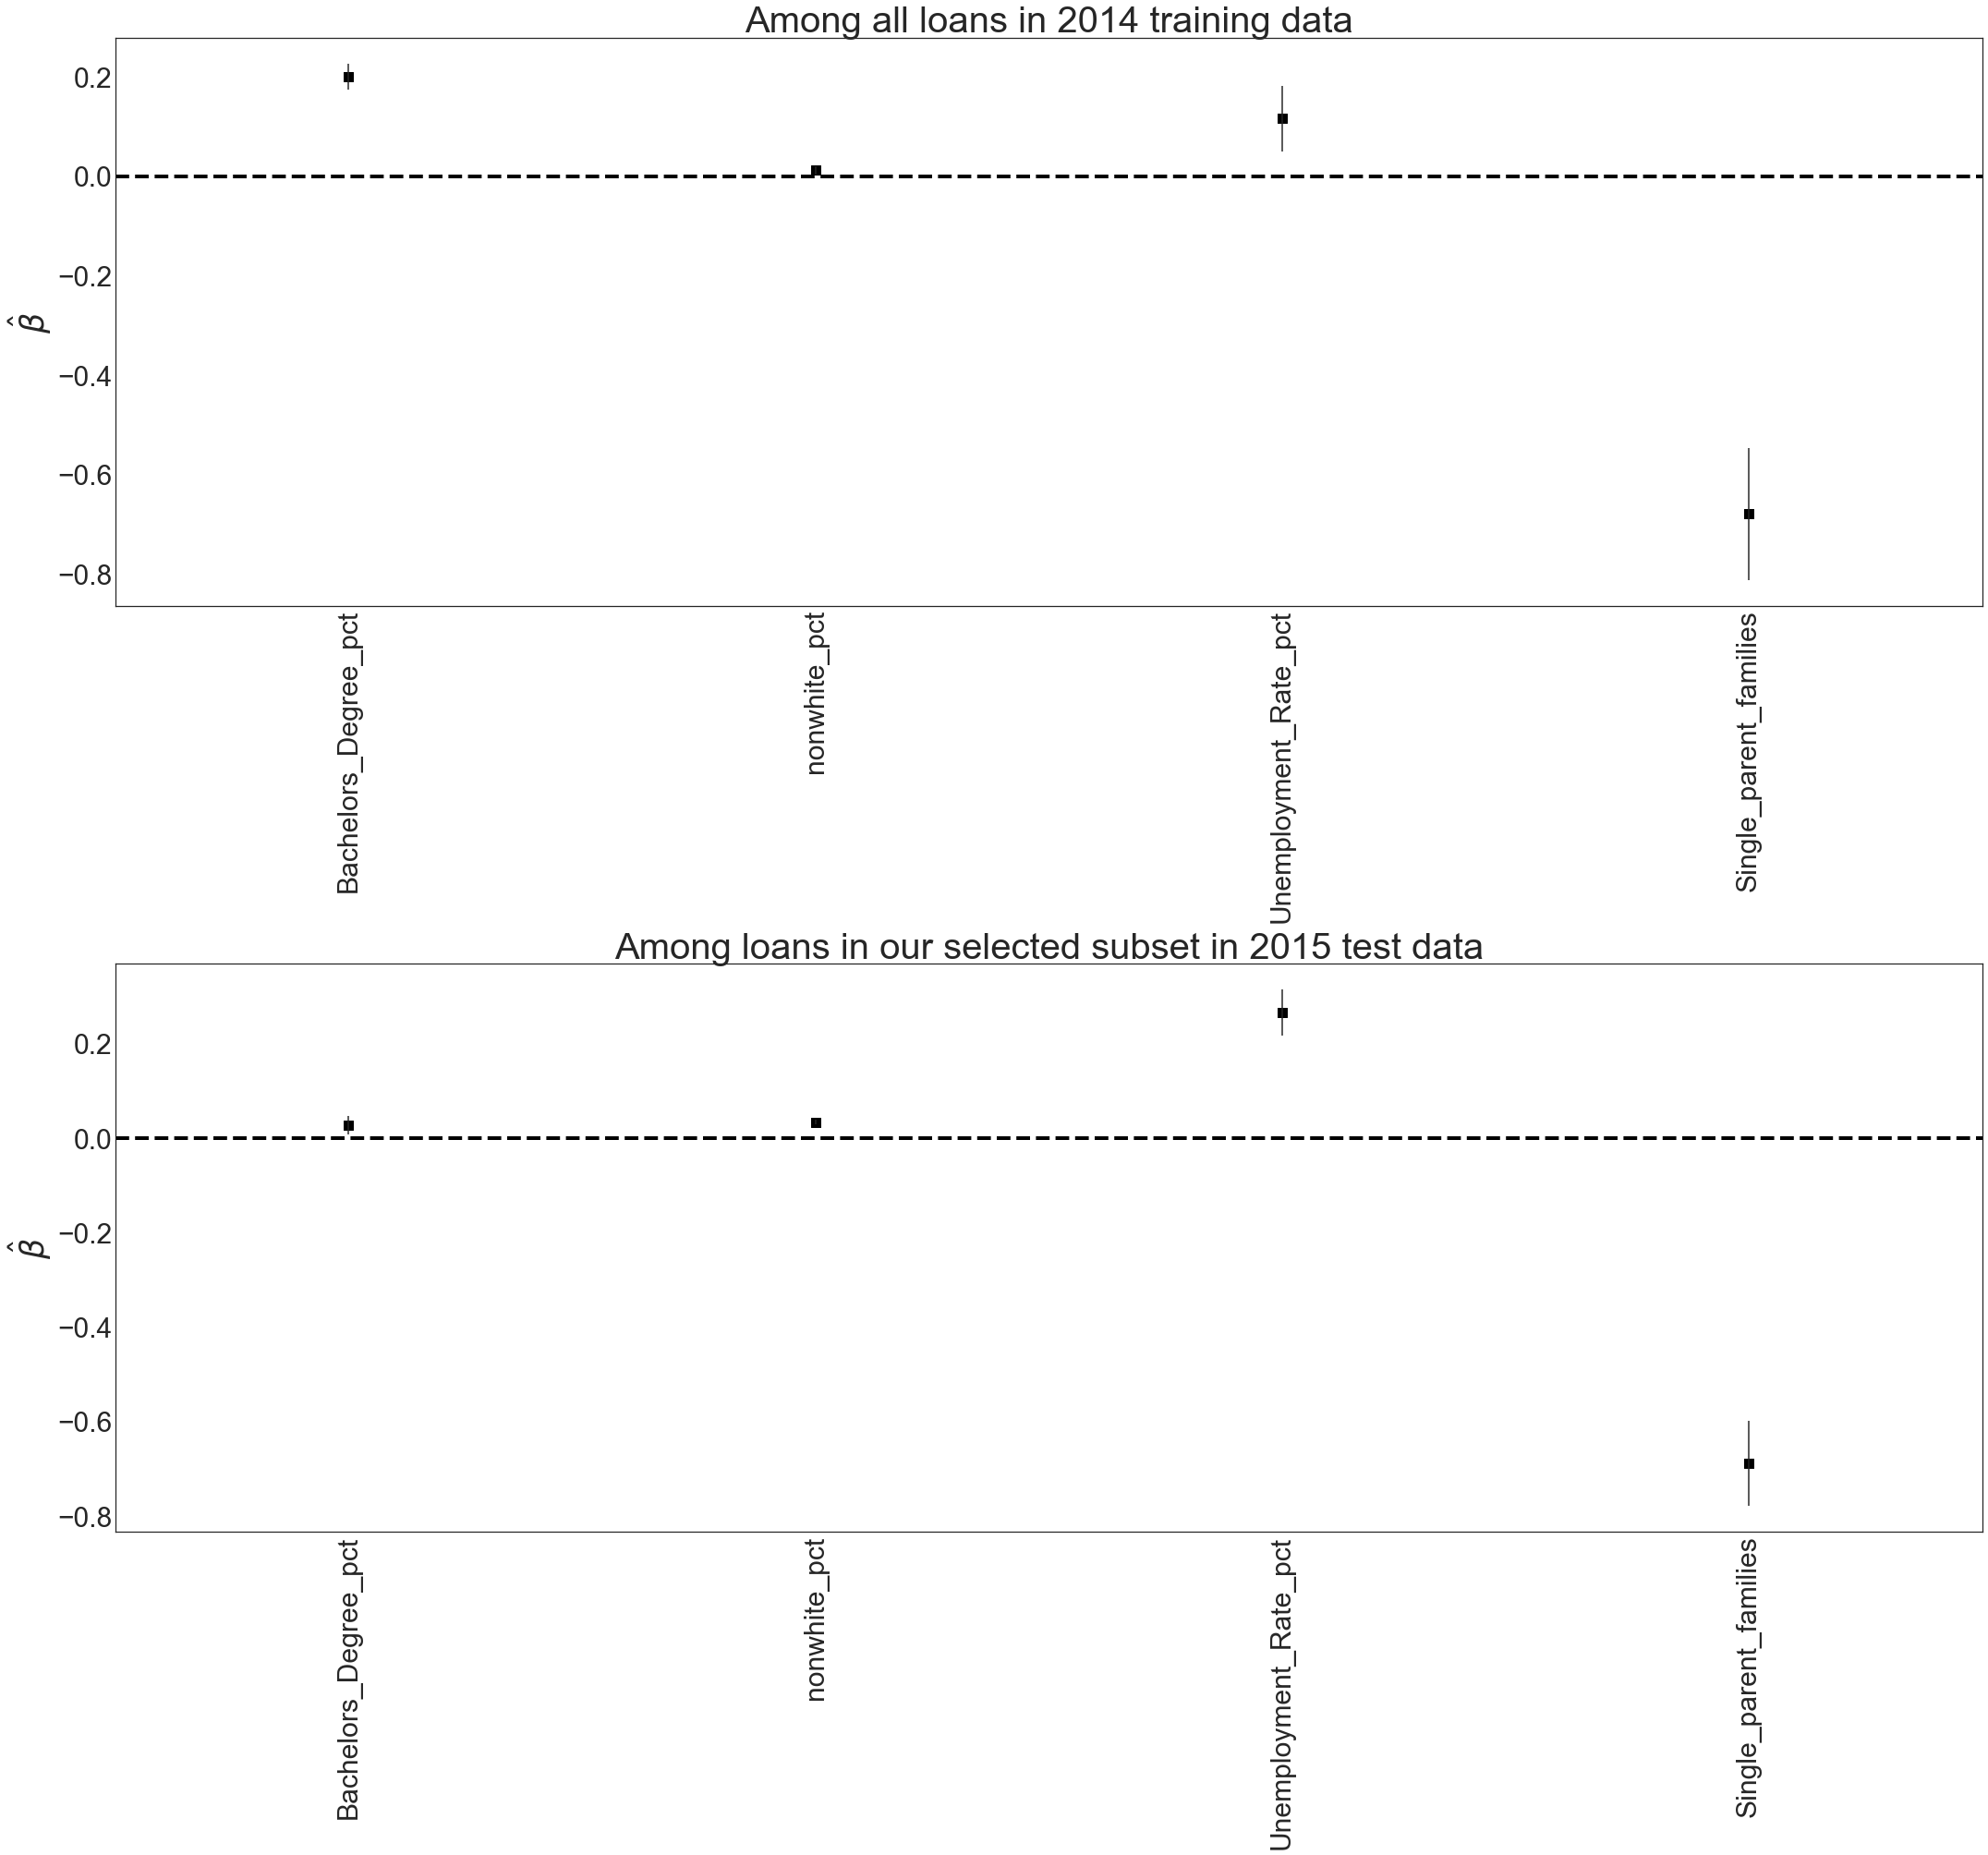 Among all loans in 2014 training data
0.2
0.0
−0.2
−0.4
−0.6
−0.8
β̂
Bachelors_Degree_pct
nonwhite_pct
Unemployment_Rate_pct
Single_parent_families
Among loans in our selected subset in 2015 test data
0.2
0.0
−0.2
−0.4
−0.6
−0.8
β̂
Bachelors_Degree_pct
nonwhite_pct
Unemployment_Rate_pct
Single_parent_families